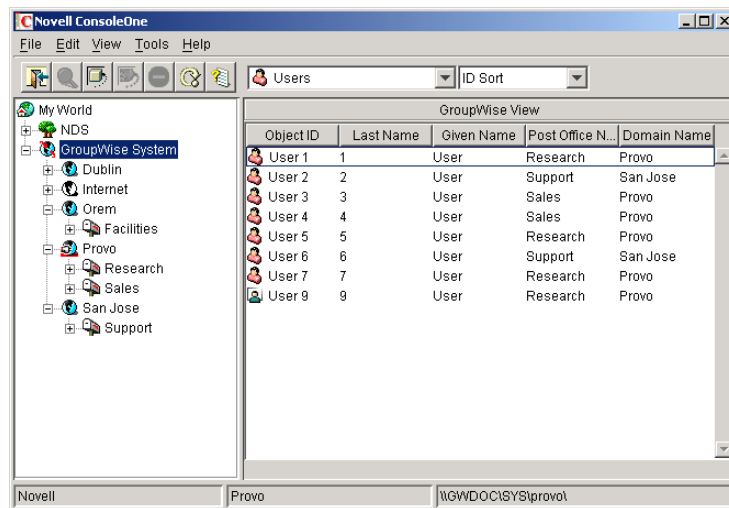 Novell ConsoleOne
File Edit View Tools Help
Users ID Sort
My World
NDS
GroupWise System
Dublin
Internet
Orem
Facilities
Provo
Research
Sales
San Jose
Support
GroupWise View
Object ID Last Name Given Name Post Office N... Domain Name
User 1 1 User Research Provo
User 2 2 User Support San Jose
User 3 3 User Sales Provo
User 4 4 User Sales Provo
User 5 5 User Research Provo
User 6 6 User Support San Jose
User 7 7 User Research Provo
User 9 9 User Research Provo
Novell Provo \\GWDOC\SYS\provo\